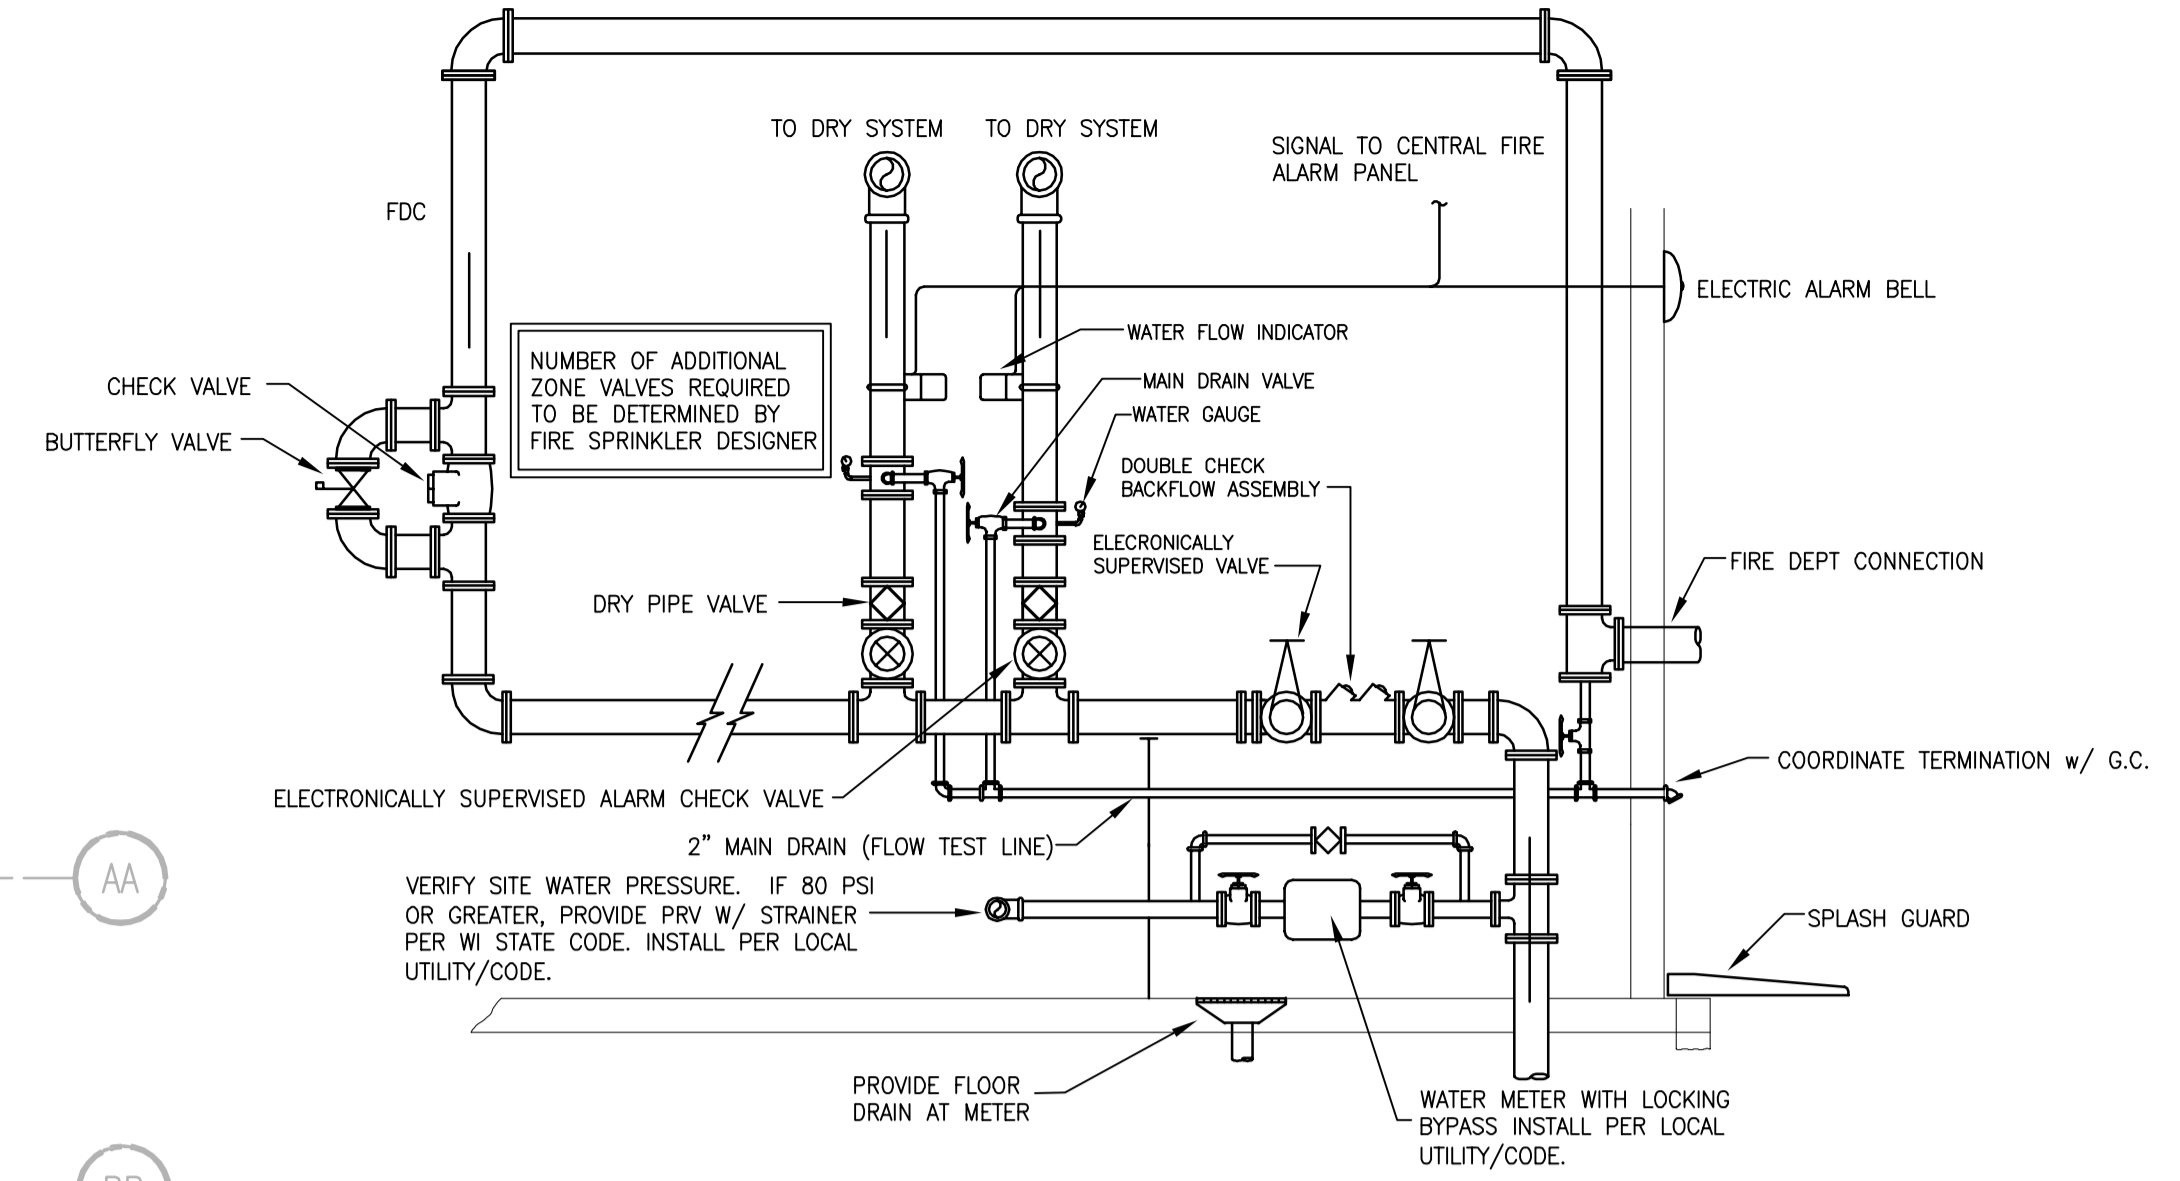 TO DRY SYSTEM
TO DRY SYSTEM
SIGNAL TO CENTRAL FIRE
ALARM PANEL
FDC
ELECTRIC ALARM BELL
WATER FLOW INDICATOR
NUMBER OF ADDITIONAL
ZONE VALVES REQUIRED
TO BE DETERMINED BY
FIRE SPRINKLER DESIGNER
CHECK VALVE
MAIN DRAIN VALVE
WATER GAUGE
BUTTERFLY VALVE
DOUBLE CHECK
BACKFLOW ASSEMBLY
ELECRONICALLY
SUPERVISED VALVE
FIRE DEPT CONNECTION
DRY PIPE VALVE
COORDINATE TERMINATION w/ G.C.
ELECTRONICALLY SUPERVISED ALARM CHECK VALVE
2” MAIN DRAIN (FLOW TEST LINE)
AA
VERIFY SITE WATER PRESSURE. IF 80 PSI
OR GREATER, PROVIDE PRV W/ STRAINER
PER WI STATE CODE. INSTALL PER LOCAL
UTILITY/CODE.
SPLASH GUARD
PROVIDE FLOOR
DRAIN AT METER
WATER METER WITH LOCKING
BYPASS INSTALL PER LOCAL
UTILITY/CODE.